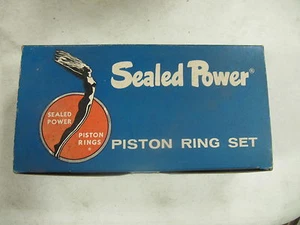 Sealed Power®
SEALED
POWER
PISTON
RINGS
PISTON RING SET